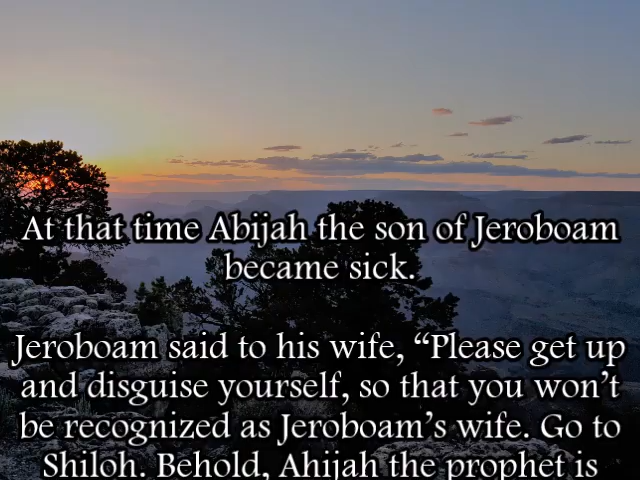 At that time Abijah the son of Jeroboam
became sick.
Jeroboam said to his wife, “Please get up
and disguise yourself, so that you won’t
be recognized as Jeroboam’s wife. Go to
Shiloh. Behold, Ahijah the prophet is